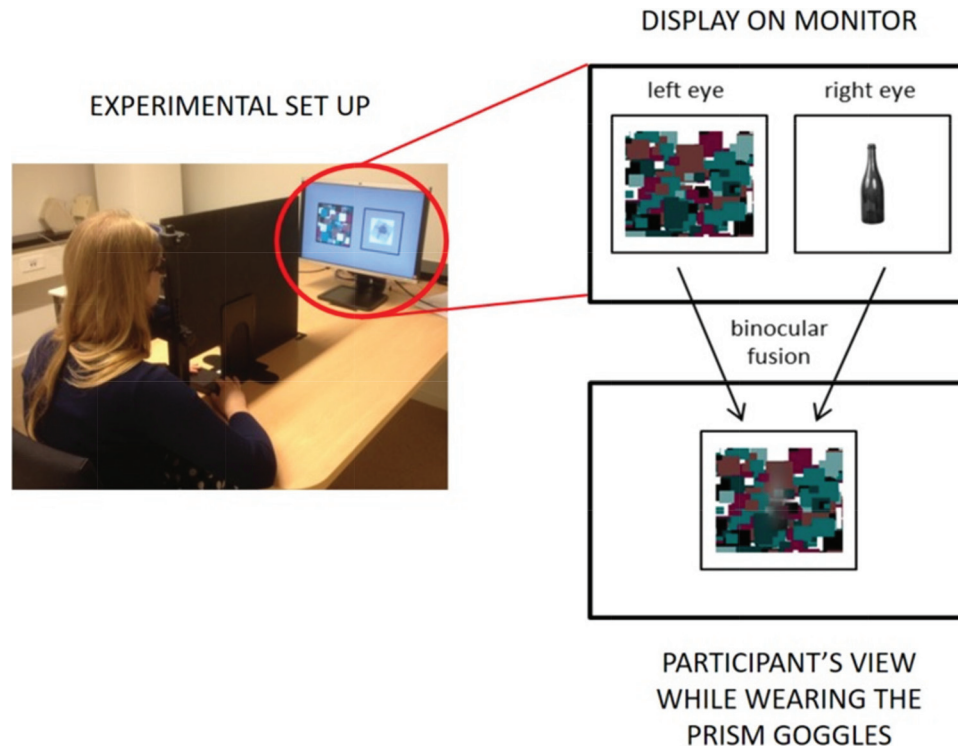 EXPERIMENTAL SET UP
DISPLAY ON MONITOR
left eye
right eye
binocular
fusion
PARTICIPANT'S VIEW
WHILE WEARING THE
PRISM GOGGLES